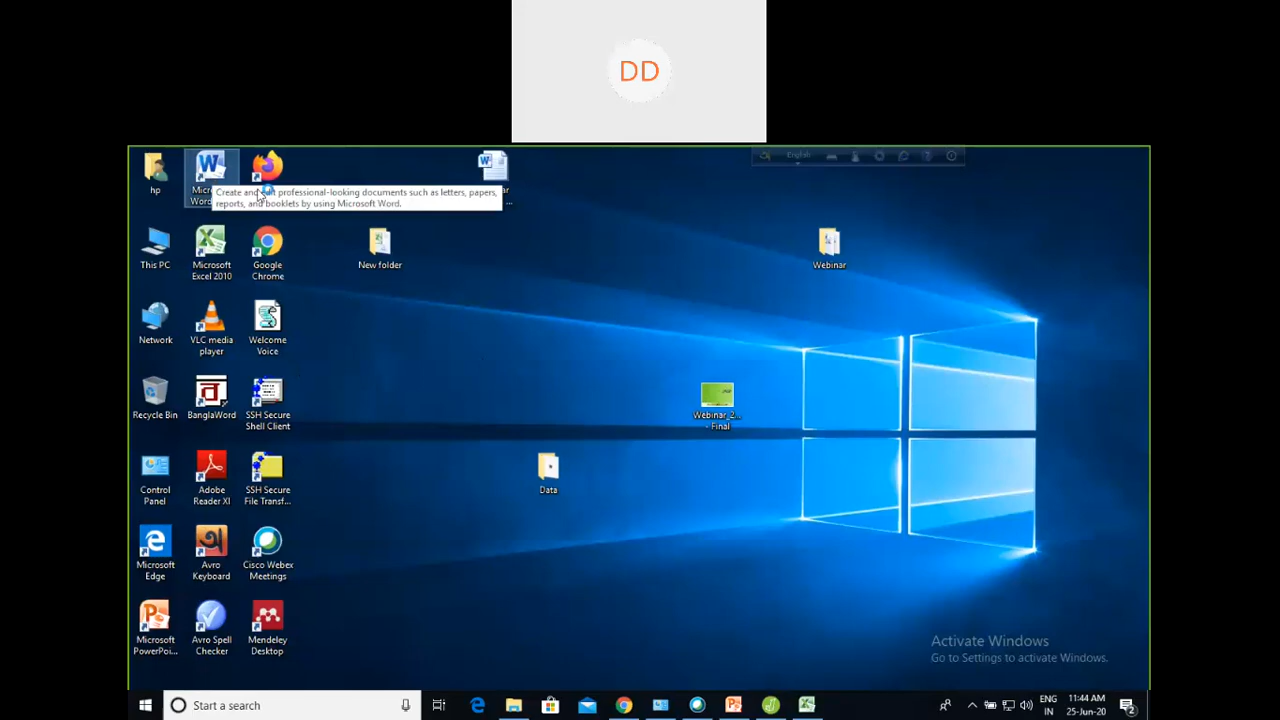 DD
English
hp
Micr
Word
Create and edit professional-looking documents such as letters, papers,
reports, and booklets by using Microsoft Word.
This PC
Microsoft
Excel 2010
Google
Chrome
New folder
Webinar
Network
VLC media
player
Welcome
Voice
Recycle Bin
BanglaWord
SSH Secure
Shell Client
Webinar_2...
- Final
Control
Panel
Adobe
Reader XI
SSH Secure
File Transf...
Data
Microsoft
Edge
Avro
Keyboard
Cisco Webex
Meetings
Microsoft
PowerPoi...
Avro Spell
Checker
Mendeley
Desktop
Activate Windows
Go to Settings to activate Windows.
Start a search
ENG
IN
11:44 AM
25-Jun-20
2